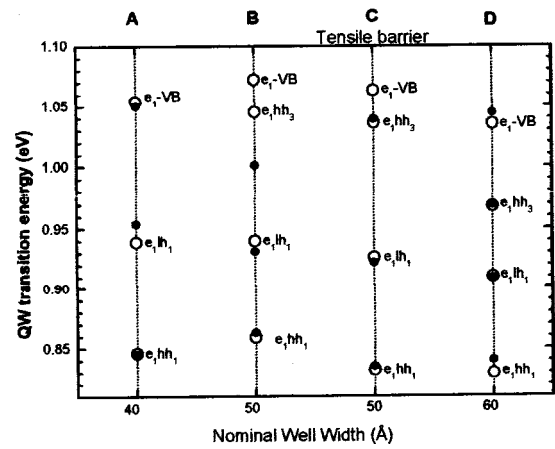 A B C D
Tensile barrier
1.10
1.05
1.00
0.95
0.90
0.85
QW transition energy (eV)
e₁-VB
e₁lh₁
e₁hh₁
e₁-VB
e₁hh₃
e₁lh₁
e₁hh₁
e₁-VB
e₁hh₃
e₁lh₁
e₁hh₁
e₁-VB
e₁hh₃
e₁lh₁
e₁hh₁
40 50 50 60
Nominal Well Width (Å)